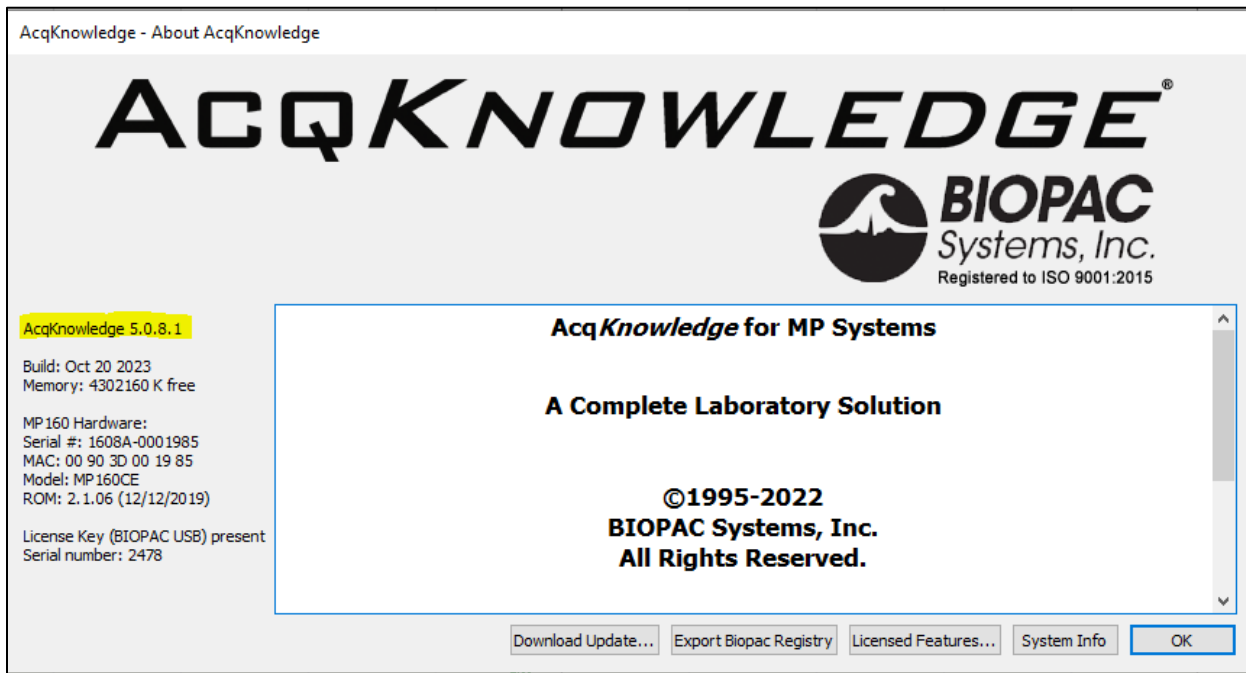 AcqKnowledge - About AcqKnowledge
ACQKNOWLEDGE®
BIOPAC
Systems, Inc.
Registered to ISO 9001:2015
AcqKnowledge 5.0.8.1
Build: Oct 20 2023
Memory: 4302160 K free
MP160 Hardware:
Serial #: 1608A-0001985
MAC: 00 90 3D 00 19 85
Model: MP160CE
ROM: 2.1.06 (12/12/2019)
License Key (BIOPAC USB) present
Serial number: 2478
AcqKnowledge for MP Systems
A Complete Laboratory Solution
©1995-2022
BIOPAC Systems, Inc.
All Rights Reserved.
Download Update... Export Biopac Registry Licensed Features... System Info OK